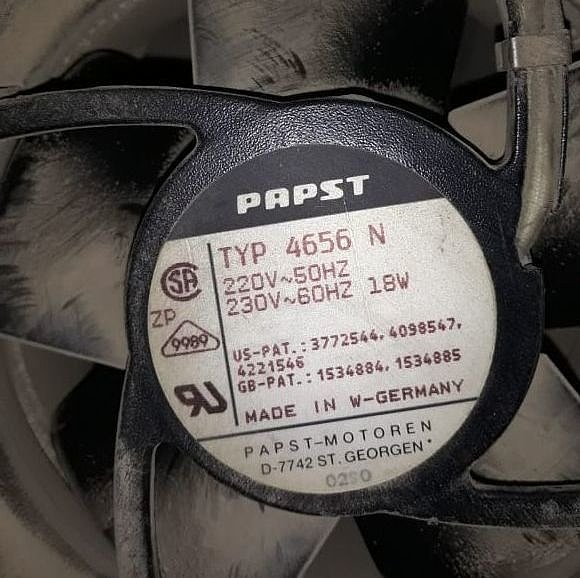 PAPST
TYP 4656 N
220V~50HZ
230V~60HZ 18W
SA
ZP
9989
US-PAT.: 3772544, 4098547,
4221546
GB-PAT.: 1534884, 1534885
MADE IN W-GERMANY
PAPST-MOTOREN
D-7742 ST. GEORGEN